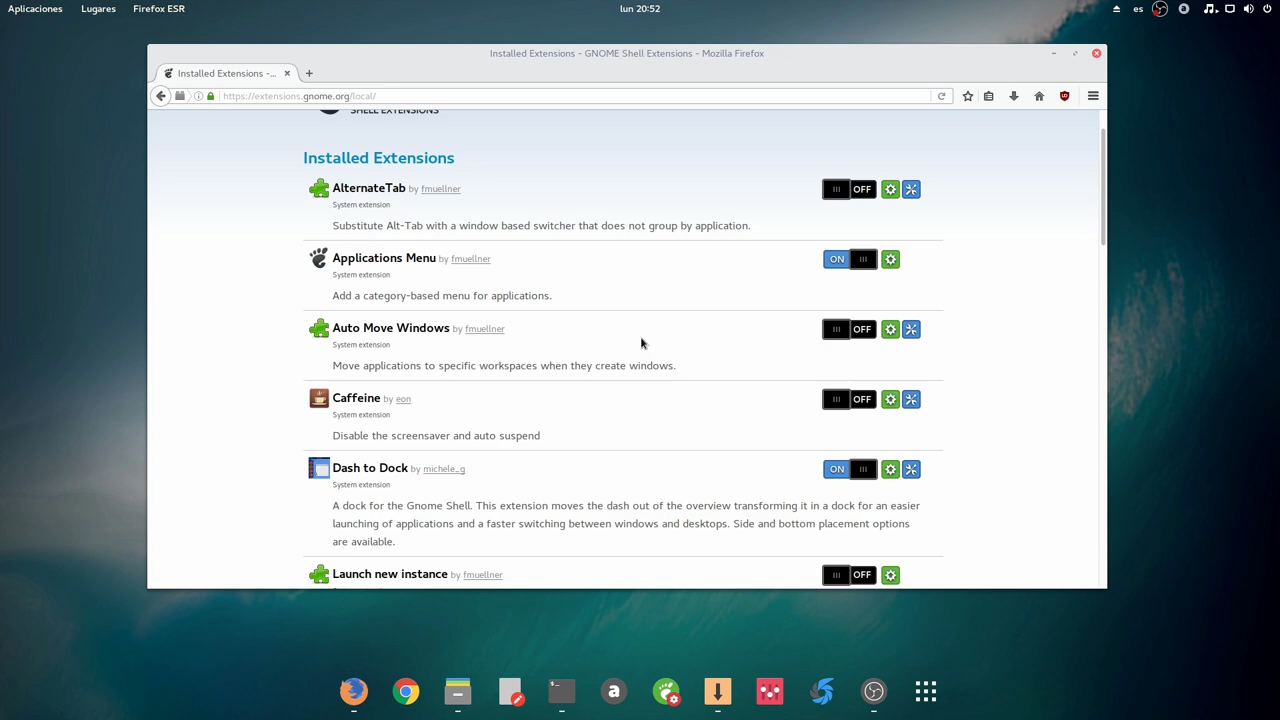 Aplicaciones Lugares Firefox ESR lun 20:52 es
Installed Extensions - GNOME Shell Extensions - Mozilla Firefox
Installed Extensions -...
https://extensions.gnome.org/local/
SHELL EXTENSIONS
Installed Extensions
AlternateTab by fmuellner OFF
System extension
Substitute Alt-Tab with a window based switcher that does not group by application.
Applications Menu by fmuellner ON
System extension
Add a category-based menu for applications.
Auto Move Windows by fmuellner OFF
System extension
Move applications to specific workspaces when they create windows.
Caffeine by eon OFF
System extension
Disable the screensaver and auto suspend
Dash to Dock by michele_g ON
System extension
A dock for the Gnome Shell. This extension moves the dash out of the overview transforming it in a dock for an easier
launching of applications and a faster switching between windows and desktops. Side and bottom placement options
are available.
Launch new instance by fmuellner OFF